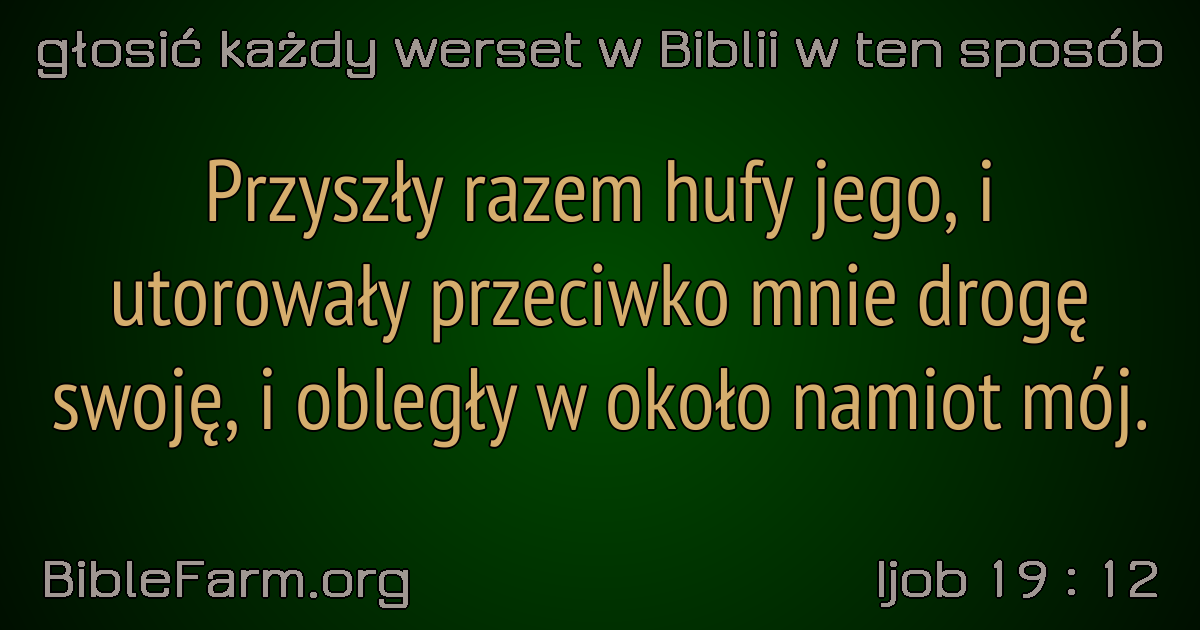 głosić każdy werset w Biblii w ten sposób
Przyszły razem hufy jego, i
utorowały przeciwko mnie drogę
swoję, i obległy w około namiot mój.
BibleFarm.org
Ijob 19 : 12